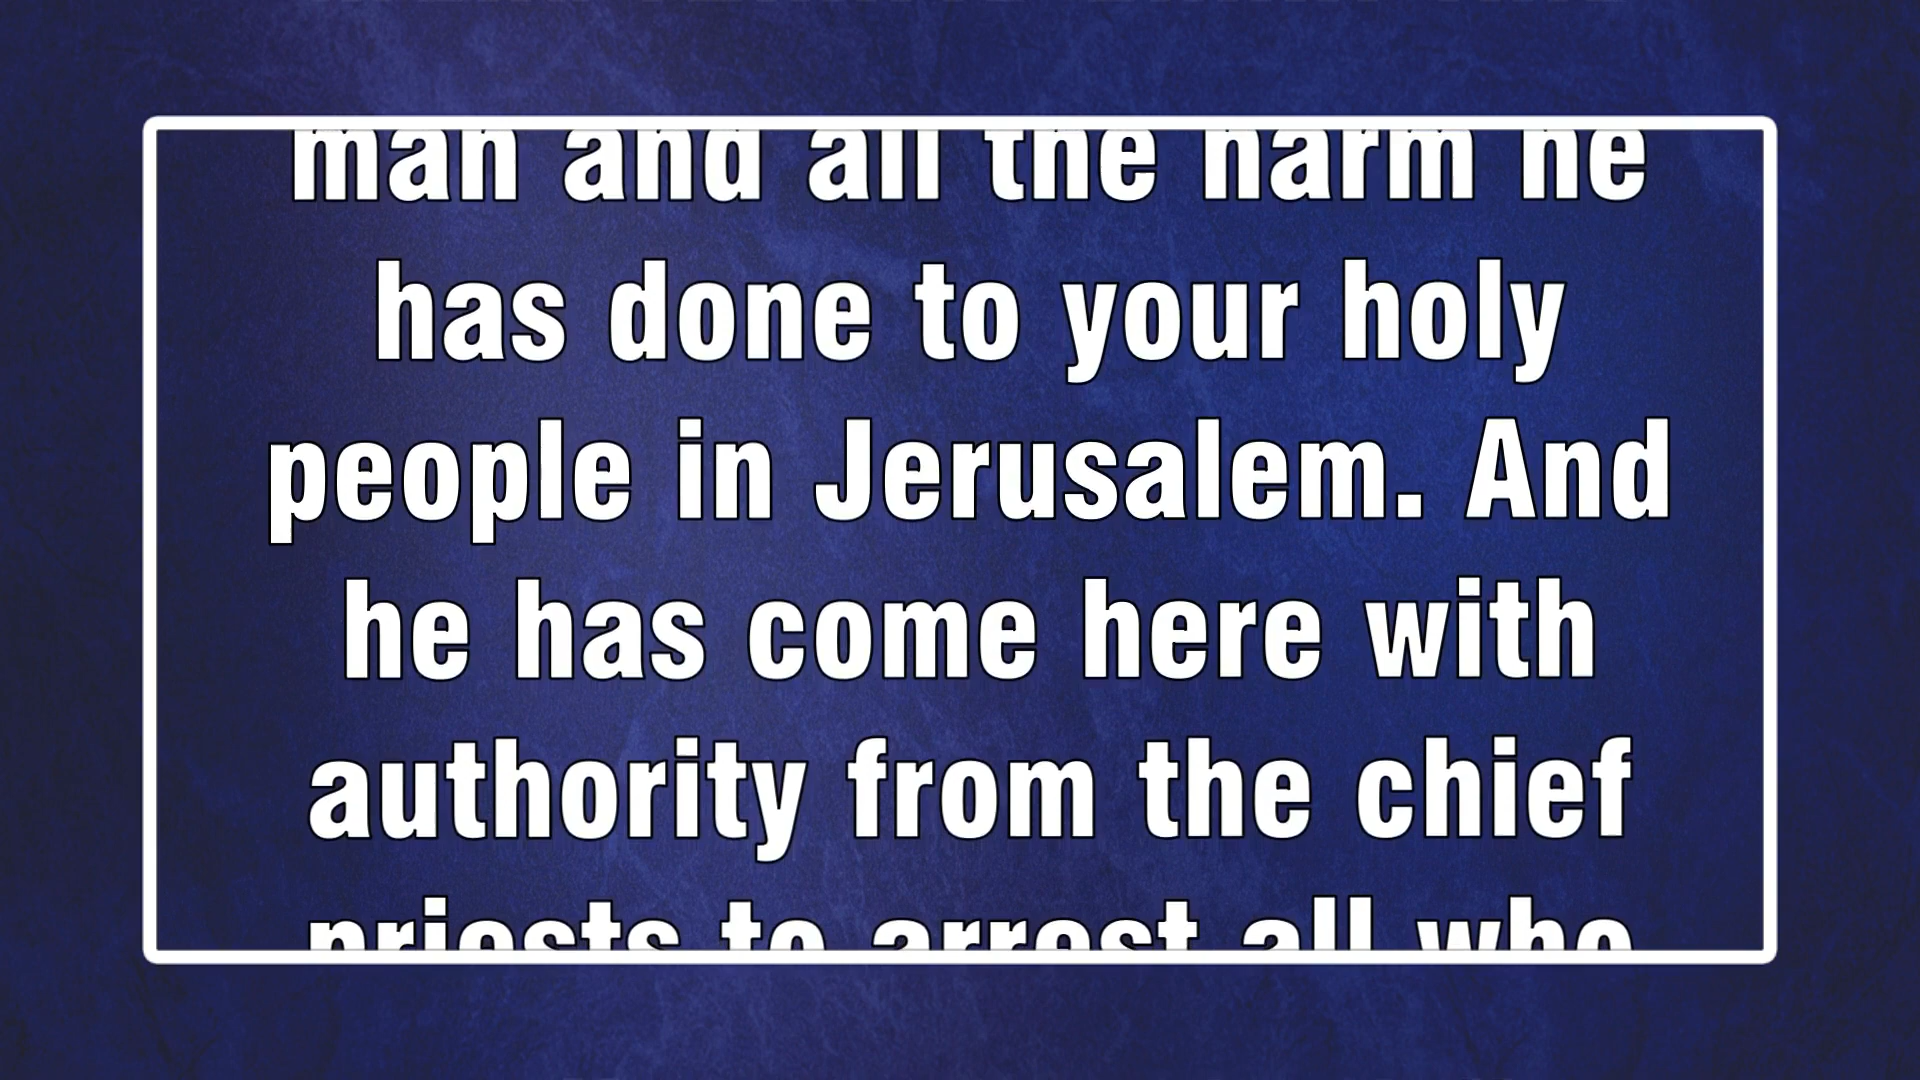 man and all the harm he
has done to your holy
people in Jerusalem. And
he has come here with
authority from the chief
priests to arrest all who